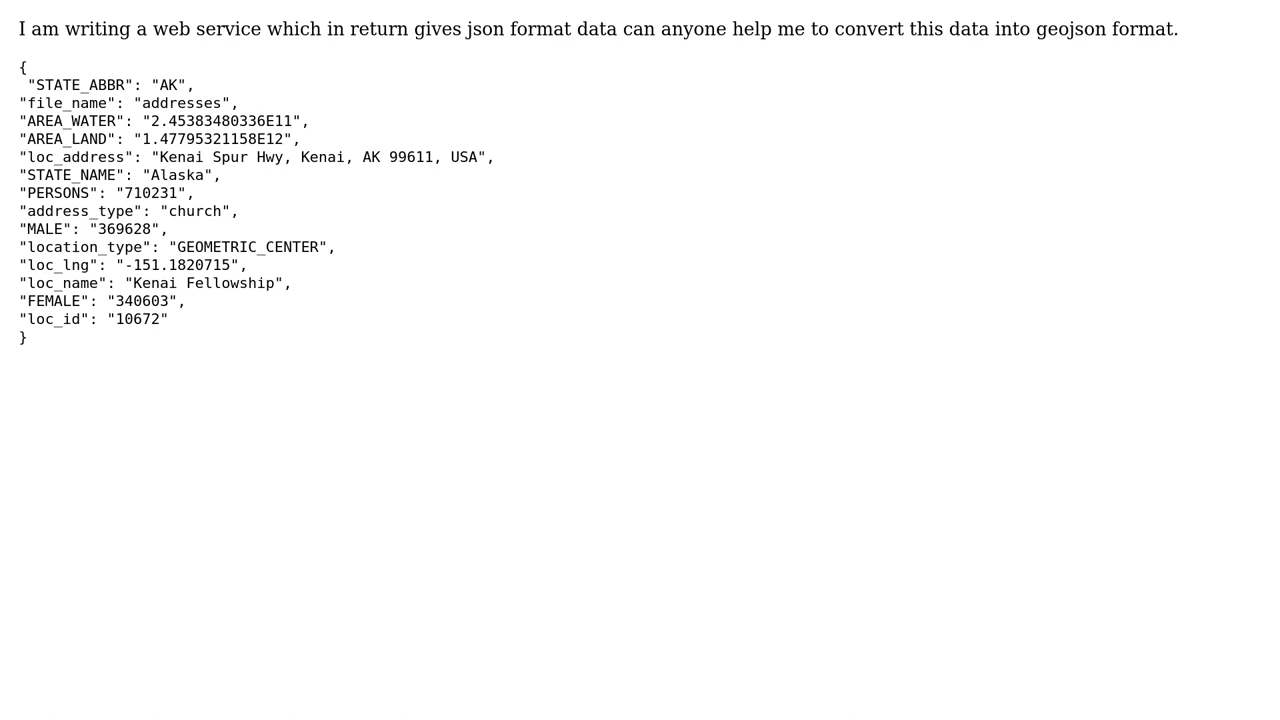 I am writing a web service which in return gives json format data can anyone help me to convert this data into geojson format.
{
 "STATE_ABBR": "AK",
"file_name": "addresses",
"AREA_WATER": "2.45383480336E11",
"AREA_LAND": "1.47795321158E12",
"loc_address": "Kenai Spur Hwy, Kenai, AK 99611, USA",
"STATE_NAME": "Alaska",
"PERSONS": "710231",
"address_type": "church",
"MALE": "369628",
"location_type": "GEOMETRIC_CENTER",
"loc_lng": "-151.1820715",
"loc_name": "Kenai Fellowship",
"FEMALE": "340603",
"loc_id": "10672"
}